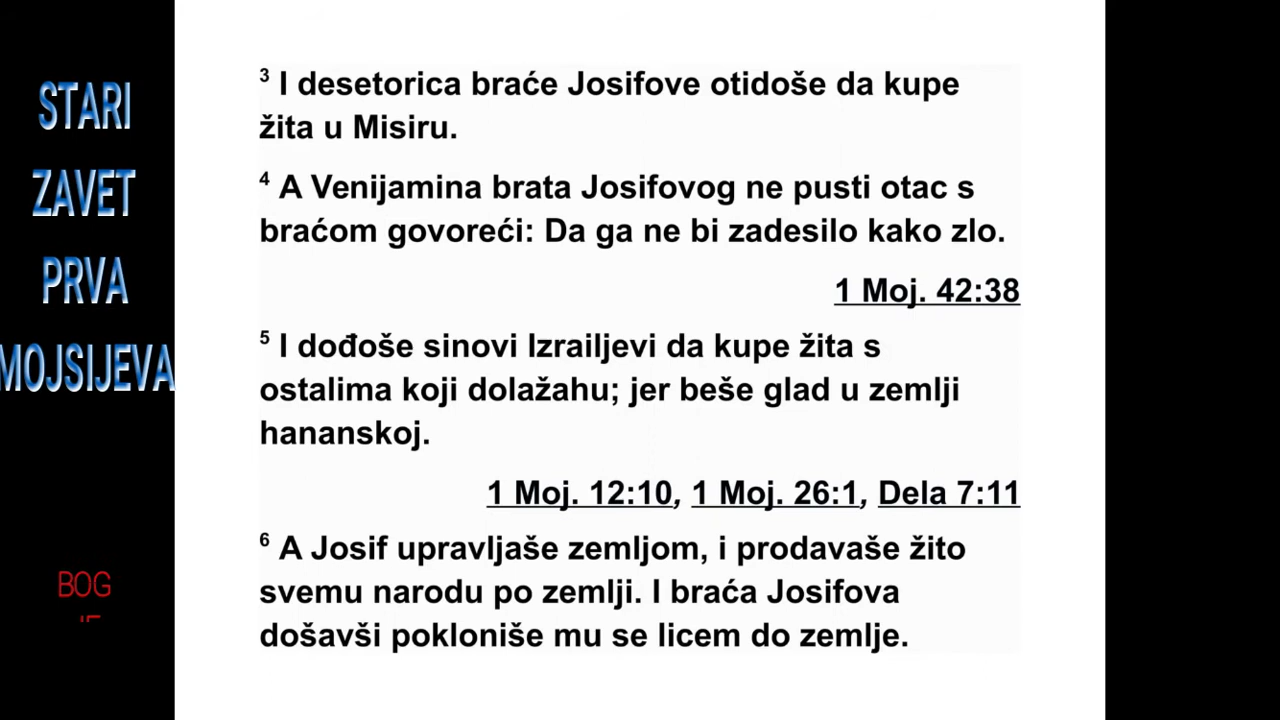 STARI
ZAVET
PRVA
MOJSIJEVA
BOG
3 I desetorica braće Josifove otidoše da kupe
žita u Misiru.
4 A Venijamina brata Josifovog ne pusti otac s
braćom govoreći: Da ga ne bi zadesilo kako zlo.
1 Moj. 42:38
5 I dođoše sinovi Izrailjevi da kupe žita s
ostalima koji dolažahu; jer beše glad u zemlji
hananskoj.
1 Moj. 12:10, 1 Moj. 26:1, Dela 7:11
6 A Josif upravljaše zemljom, i prodavaše žito
svemu narodu po zemlji. I braća Josifova
došavši pokloniše mu se licem do zemlje.